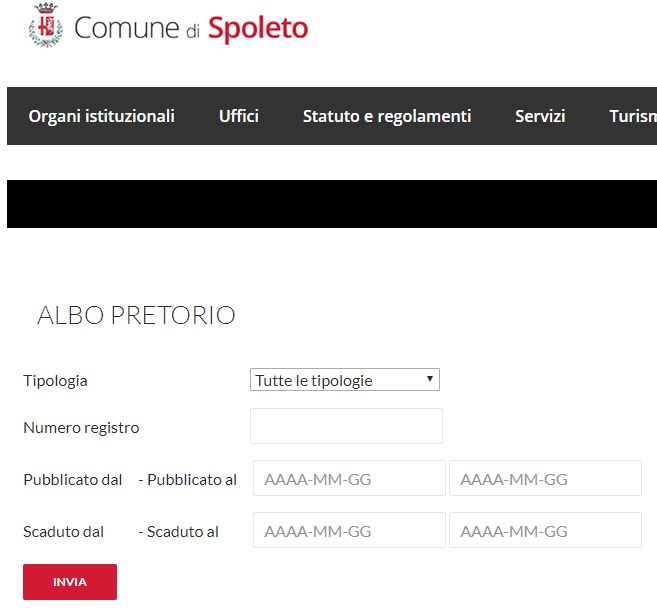 Comune di Spoleto
Organi istituzionali Uffici Statuto e regolamenti Servizi Turism
ALBO PRETORIO
Tipologia Tutte le tipologie
Numero registro
Pubblicato dal - Pubblicato al AAAA-MM-GG AAAA-MM-GG
Scaduto dal - Scaduto al AAAA-MM-GG AAAA-MM-GG
INVIA